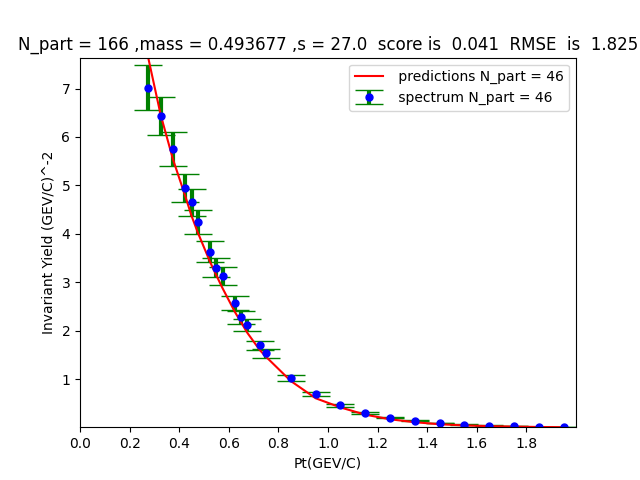 N_part = 166 ,mass = 0.493677 ,s = 27.0  score is  0.041  RMSE  is  1.825
predictions N_part = 46
spectrum N_part = 46
Invariant Yield (GEV/C)^-2
7
6
5
4
3
2
1
0.0 0.2 0.4 0.6 0.8 1.0 1.2 1.4 1.6 1.8
Pt(GEV/C)